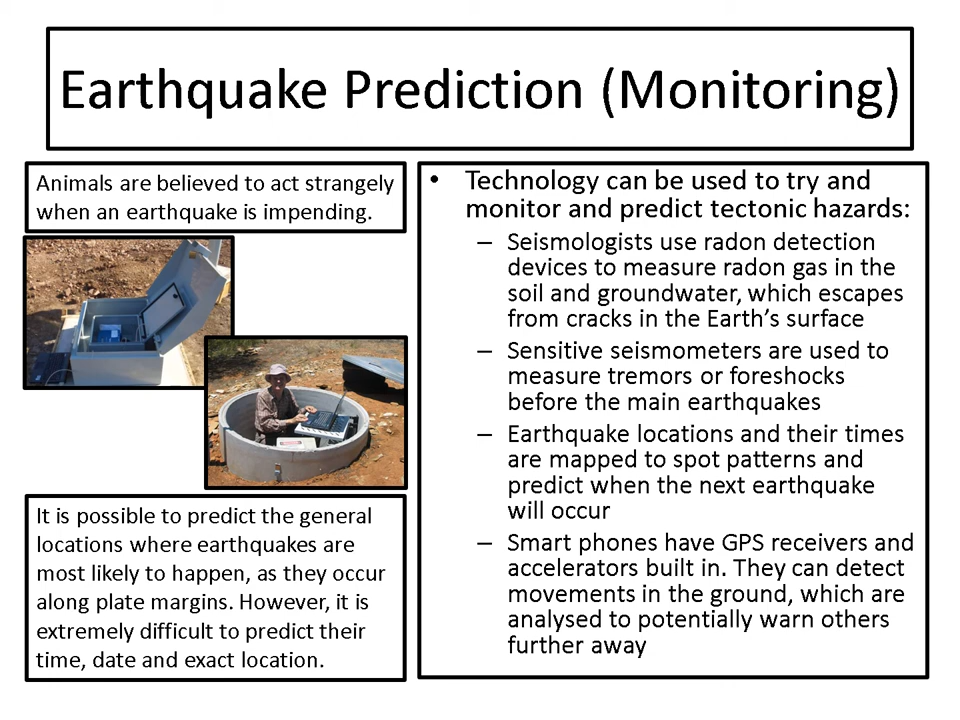 Earthquake Prediction (Monitoring)
Animals are believed to act strangely
when an earthquake is impending.
It is possible to predict the general
locations where earthquakes are
most likely to happen, as they occur
along plate margins. However, it is
extremely difficult to predict their
time, date and exact location.
• Technology can be used to try and
monitor and predict tectonic hazards:
– Seismologists use radon detection
devices to measure radon gas in the
soil and groundwater, which escapes
from cracks in the Earth's surface
– Sensitive seismometers are used to
measure tremors or foreshocks
before the main earthquakes
– Earthquake locations and their times
are mapped to spot patterns and
predict when the next earthquake
will occur
– Smart phones have GPS receivers and
accelerators built in. They can detect
movements in the ground, which are
analysed to potentially warn others
further away